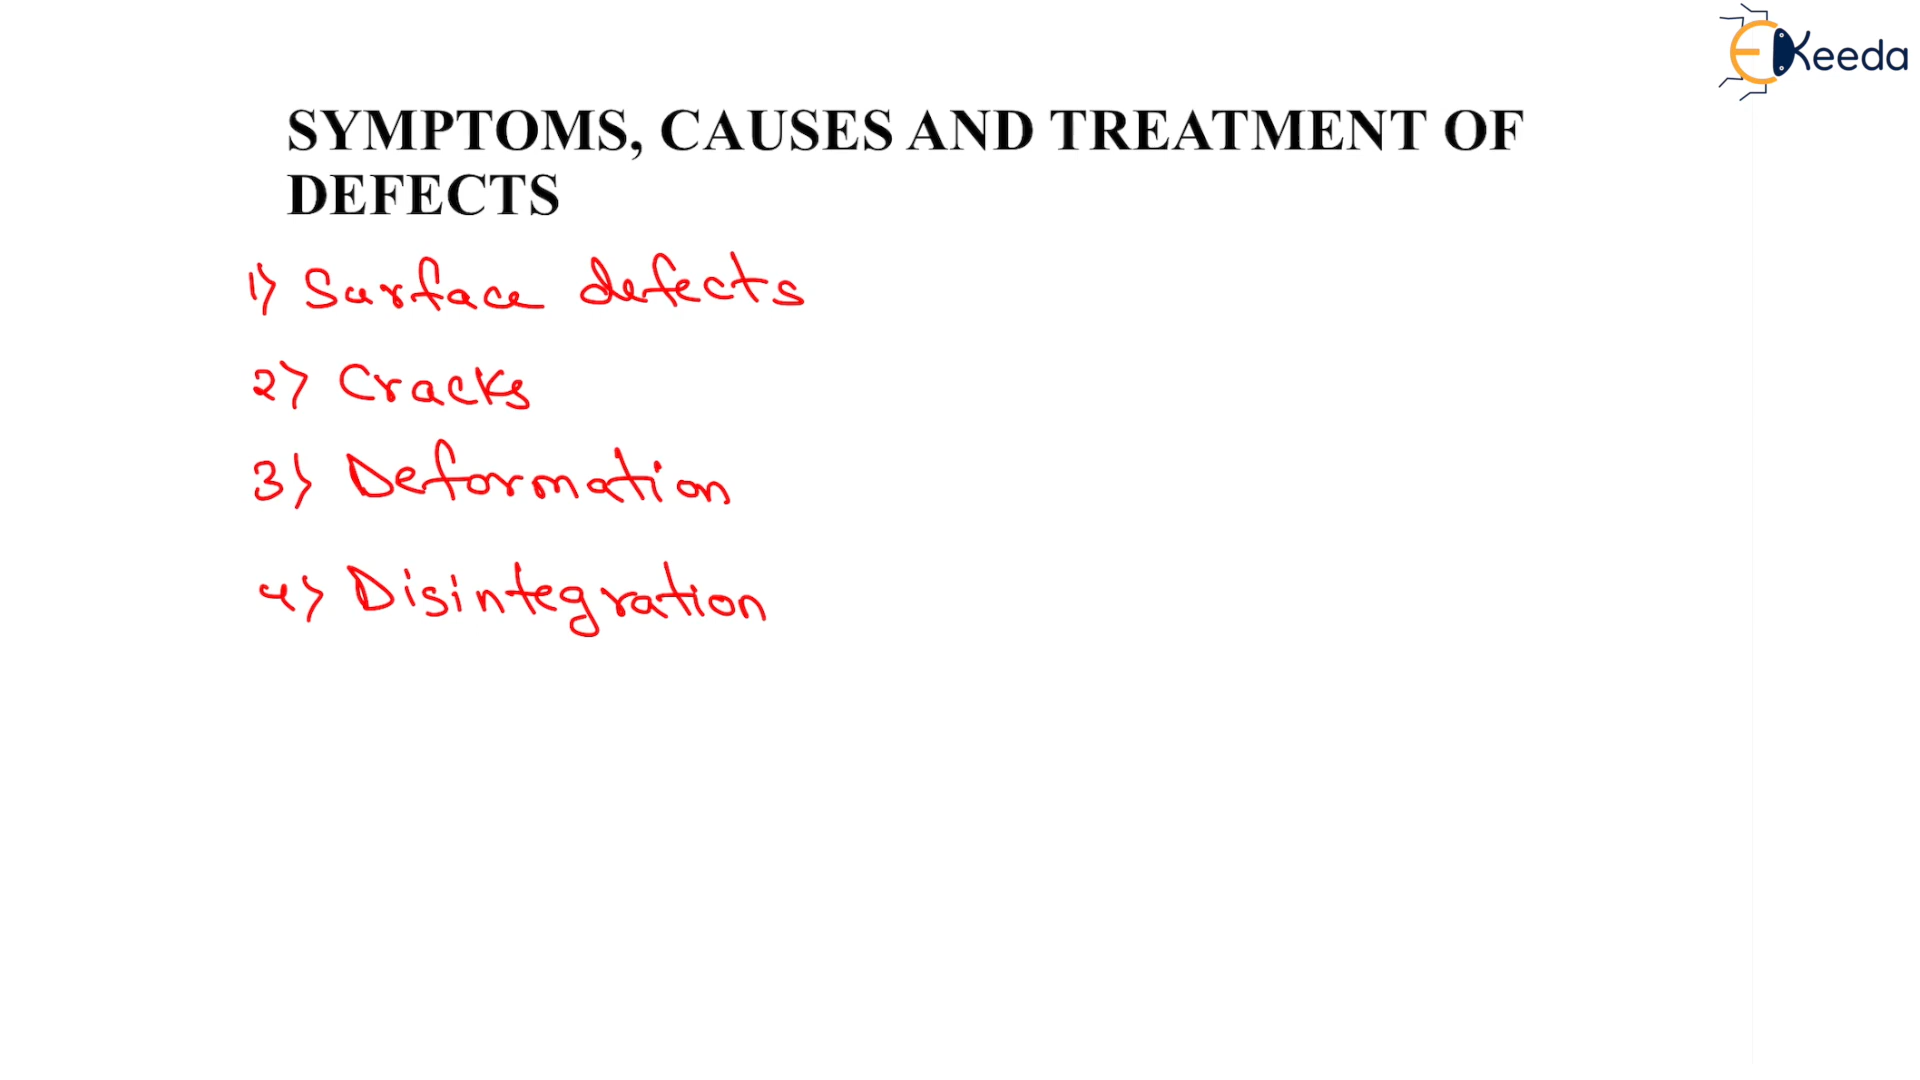 EKeeda
SYMPTOMS, CAUSES AND TREATMENT OF
DEFECTS
1) Surface defects
2) Cracks
3) Deformation
4) Disintegration